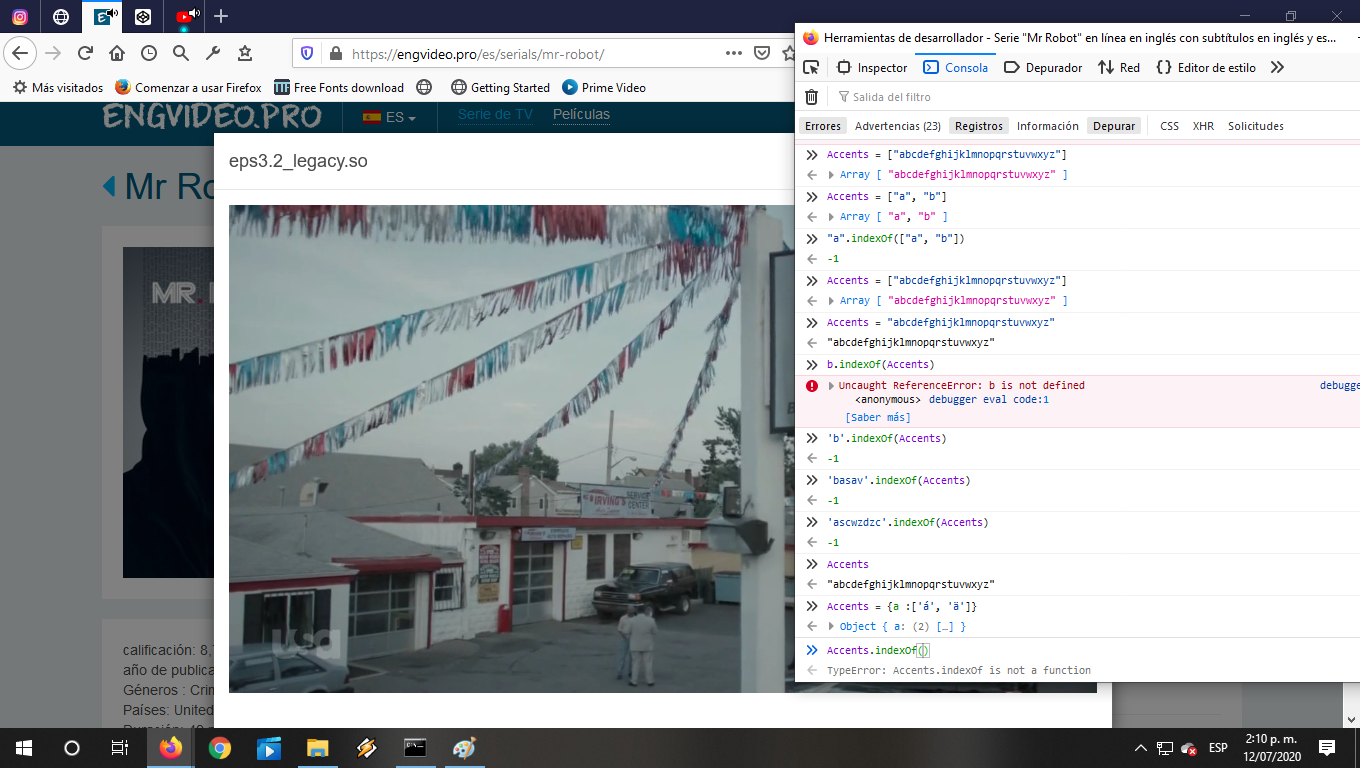 Herramientas de desarrollador - Serie "Mr Robot" en línea en inglés con subtítulos en inglés y es...
https://engvideo.pro/es/serials/mr-robot/
Inspector Consola Depurador Red Editor de estilo
Más visitados Comenzar a usar Firefox Free Fonts download Getting Started Prime Video
Salida del filtro
ENGVIDEO.PRO ES Serie de TV Películas
Errores Advertencias (23) Registros Información Depurar CSS XHR Solicitudes
eps3.2_legacy.so
Mr Ro
MR.
IRVING'S
SERVICE
CENTER
usa
calificación: 8,
año de publica
Géneros : Crim
Países: United
Accents = ["abcdefghijklmnopqrstuvwxyz"]
Array [ "abcdefghijklmnopqrstuvwxyz" ]
Accents = ["a", "b"]
Array [ "a", "b" ]
"a".indexOf(["a", "b"])
-1
Accents = ["abcdefghijklmnopqrstuvwxyz"]
Array [ "abcdefghijklmnopqrstuvwxyz" ]
Accents = "abcdefghijklmnopqrstuvwxyz"
"abcdefghijklmnopqrstuvwxyz"
b.indexOf(Accents)
Uncaught ReferenceError: b is not defined debugge
<anonymous> debugger eval code:1
[Saber más]
'b'.indexOf(Accents)
-1
'basav'.indexOf(Accents)
-1
'ascwzdzc'.indexOf(Accents)
-1
Accents
"abcdefghijklmnopqrstuvwxyz"
Accents = {a :['á', 'ä']}
Object { a: (2) […] }
Accents.indexOf()
TypeError: Accents.indexOf is not a function
ESP
2:10 p. m.
12/07/2020